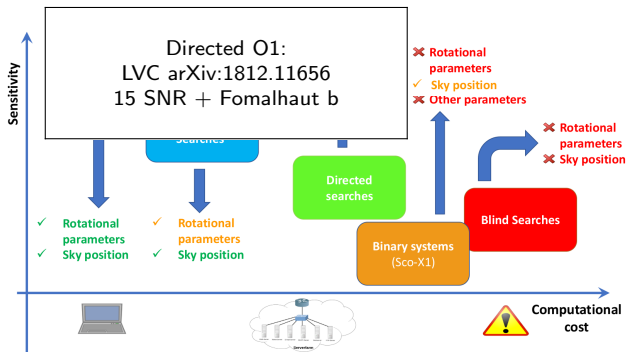 Directed O1:
LVC arXiv:1812.11656
15 SNR + Fomalhaut b
Sensitivity
Searches
✓ Rotational
parameters
✓ Sky position
✓ Rotational
parameters
✓ Sky position
Directed
searches
Binary systems
(Sco-X1)
✖ Rotational
parameters
✓ Sky position
✖ Other parameters
Blind Searches
✖ Rotational
parameters
✖ Sky position
Computational
cost